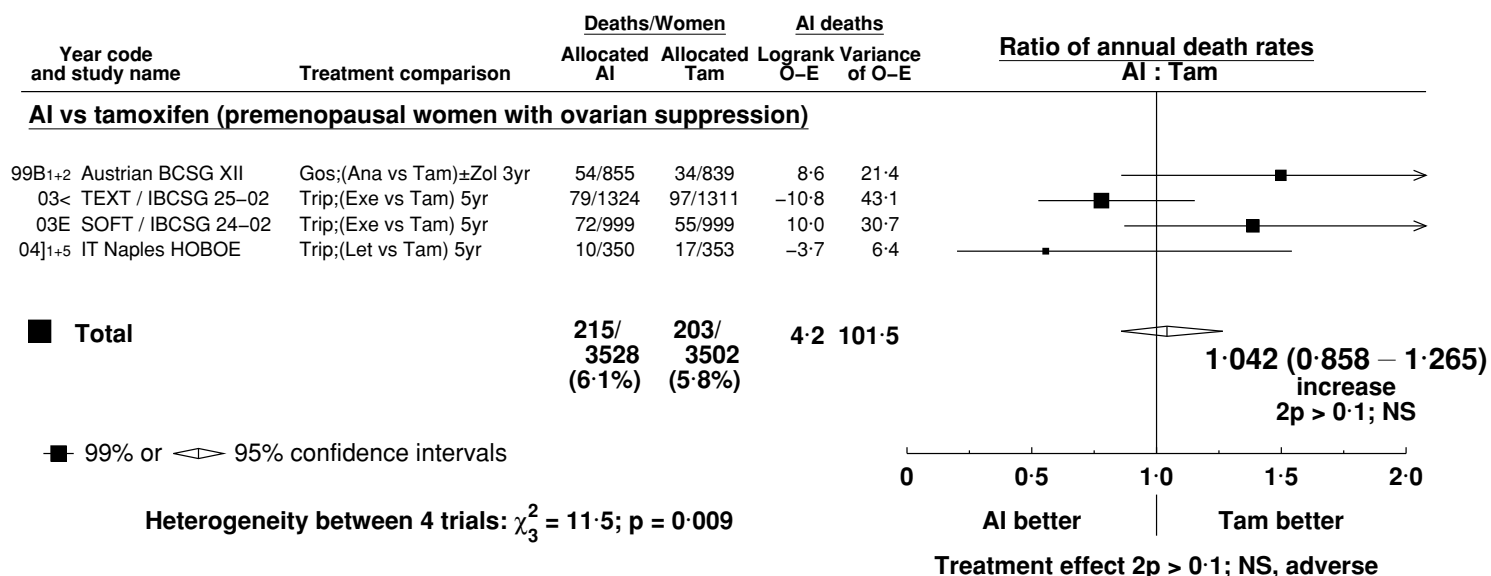 Deaths/Women AI deaths
Year code and study name Treatment comparison Allocated AI Allocated Tam Logrank O–E Variance of O–E Ratio of annual death rates AI : Tam
AI vs tamoxifen (premenopausal women with ovarian suppression)
99B1+2 Austrian BCSG XII Gos;(Ana vs Tam)±Zol 3yr 54/855 34/839 8·6 21·4
03< TEXT / IBCSG 25–02 Trip;(Exe vs Tam) 5yr 79/1324 97/1311 –10·8 43·1
03E SOFT / IBCSG 24–02 Trip;(Exe vs Tam) 5yr 72/999 55/999 10·0 30·7
04]1+5 IT Naples HOBOE Trip;(Let vs Tam) 5yr 10/350 17/353 –3·7 6·4
Total 215/ 203/ 4·2 101·5
3528 3502
(6·1%) (5·8%)
1·042 (0·858 – 1·265)
increase
2p > 0·1; NS
99% or 95% confidence intervals
0 0·5 1·0 1·5 2·0
Heterogeneity between 4 trials: χ²₃ = 11·5; p = 0·009
AI better Tam better
Treatment effect 2p > 0·1; NS, adverse